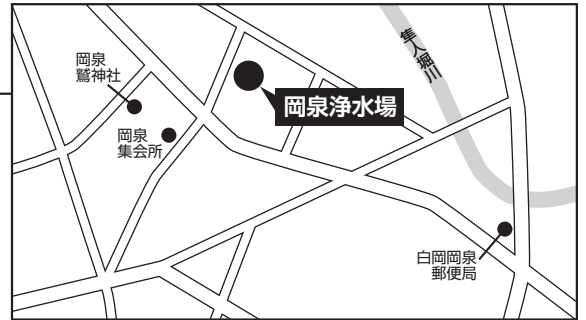 岡泉
鷲神社
隼人堀川
岡泉浄水場
岡泉
集会所
白岡岡泉
郵便局